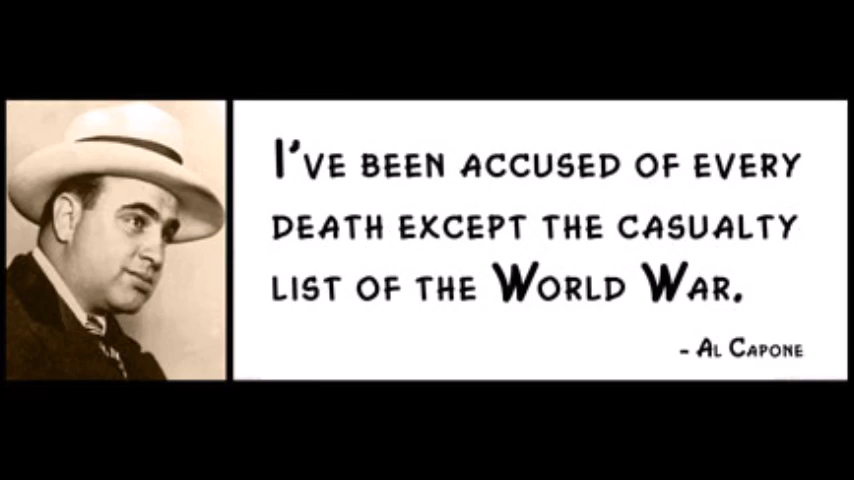 I'VE BEEN ACCUSED OF EVERY
DEATH EXCEPT THE CASUALTY
LIST OF THE WORLD WAR.
- AL CAPONE